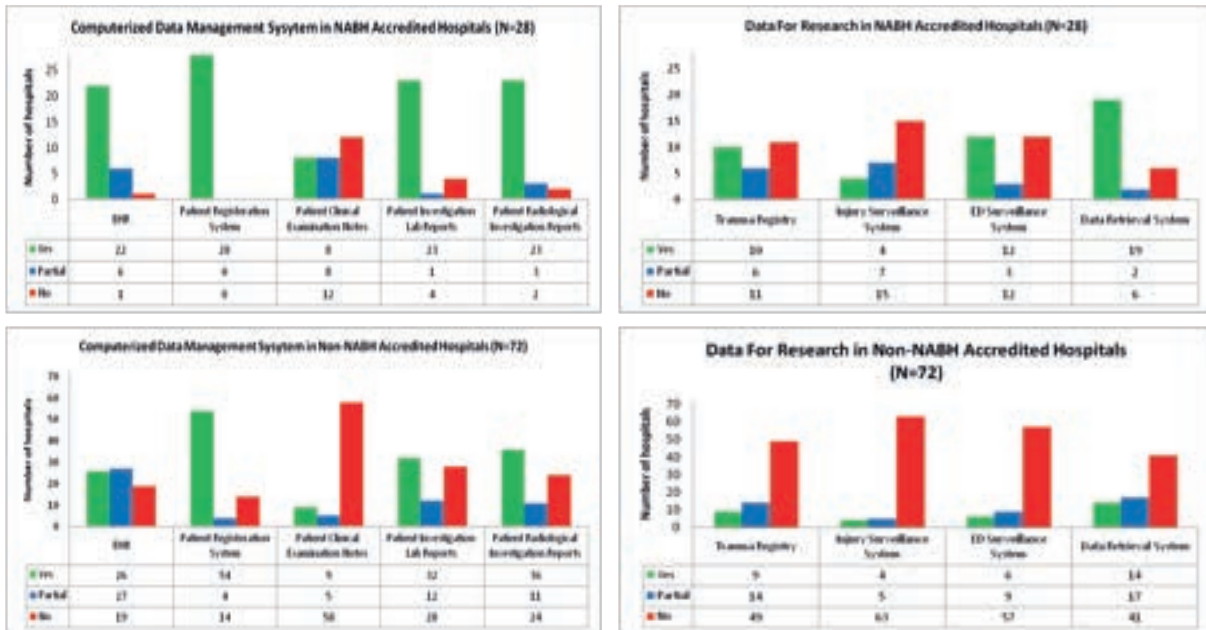 Computerized Data Management Sysytem in NABH Accredited Hospitals (N=28)
Number of hospitals
25
20
15
10
5
0
EHR
Patient Registration System
Patient Clinical Examination Notes
Patient Investigation Lab Reports
Patient Radiological Investigation Reports
Yes 22 28 8 23 23
Partial 6 0 8 1 3
No 1 0 12 4 2
Data For Research in NABH Accredited Hospitals (N=28)
Number of hospitals
25
20
15
10
5
0
Trauma Registry
Injury Surveillance System
ED Surveillance System
Data Retrieval System
Yes 10 4 12 19
Partial 6 7 3 2
No 11 15 12 6
Computerized Data Management Sysytem in Non-NABH Accredited Hospitals (N=72)
Number of hospitals
70
60
50
40
30
20
10
0
EHR
Patient Registration System
Patient Clinical Examination Notes
Patient Investigation Lab Reports
Patient Radiological Investigation Reports
Yes 26 54 9 32 36
Partial 27 4 5 12 11
No 19 14 58 28 24
Data For Research in Non-NABH Accredited Hospitals
(N=72)
Number of hospitals
70
60
50
40
30
20
10
0
Trauma Registry
Injury Surveillance System
ED Surveillance System
Data Retrieval System
Yes 9 4 6 14
Partial 14 5 9 17
No 49 63 57 41